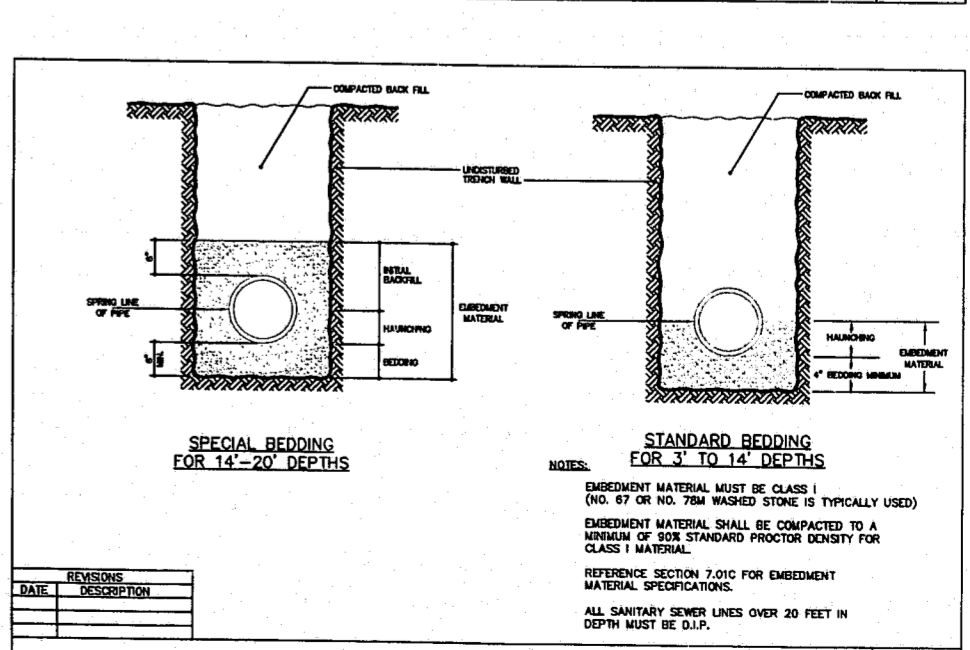 COMPACTED BACK FILL
UNDISTURBED
TRENCH WALL
6"
INITIAL
BACKFILL
SPRING LINE
OF PIPE
EMBEDMENT
MATERIAL
HAUNCHING
6"
MIN.
BEDDING
SPECIAL BEDDING
FOR 14'-20' DEPTHS
COMPACTED BACK FILL
SPRING LINE
OF PIPE
HAUNCHING
EMBEDMENT
MATERIAL
4" BEDDING MINIMUM
STANDARD BEDDING
FOR 3' TO 14' DEPTHS
NOTES:
EMBEDMENT MATERIAL MUST BE CLASS I
(NO. 67 OR NO. 78M WASHED STONE IS TYPICALLY USED)
EMBEDMENT MATERIAL SHALL BE COMPACTED TO A
MINIMUM OF 90% STANDARD PROCTOR DENSITY FOR
CLASS I MATERIAL.
REFERENCE SECTION 7.01C FOR EMBEDMENT
MATERIAL SPECIFICATIONS.
ALL SANITARY SEWER LINES OVER 20 FEET IN
DEPTH MUST BE D.I.P.
REVISIONS
DATE DESCRIPTION